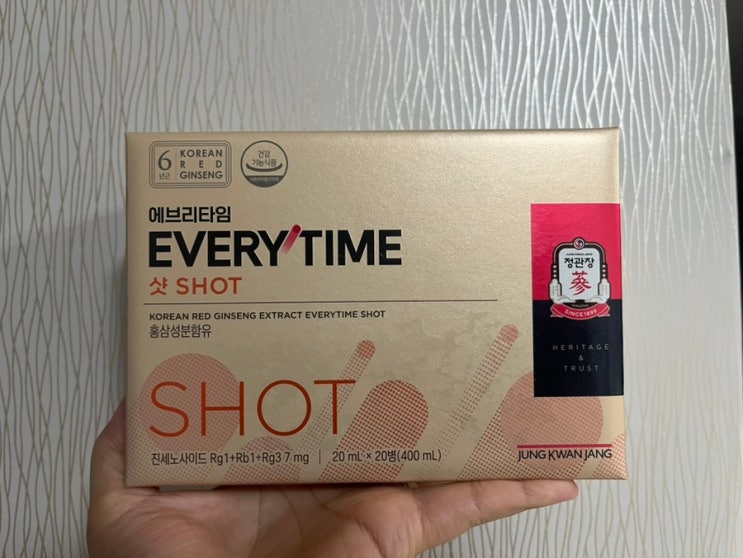 6
년근
KOREAN
RED
GINSENG
건강
기능식품
에브리타임
EVERYTIME
샷 SHOT
KOREAN RED GINSENG EXTRACT EVERYTIME SHOT
홍삼성분함유
SHOT
진세노사이드 Rg1+Rb1+Rg3 7 mg | 20 mL × 20병(400 mL)
정관장
蔘
SINCE1899
HERITAGE
&
TRUST
JUNG KWAN JANG